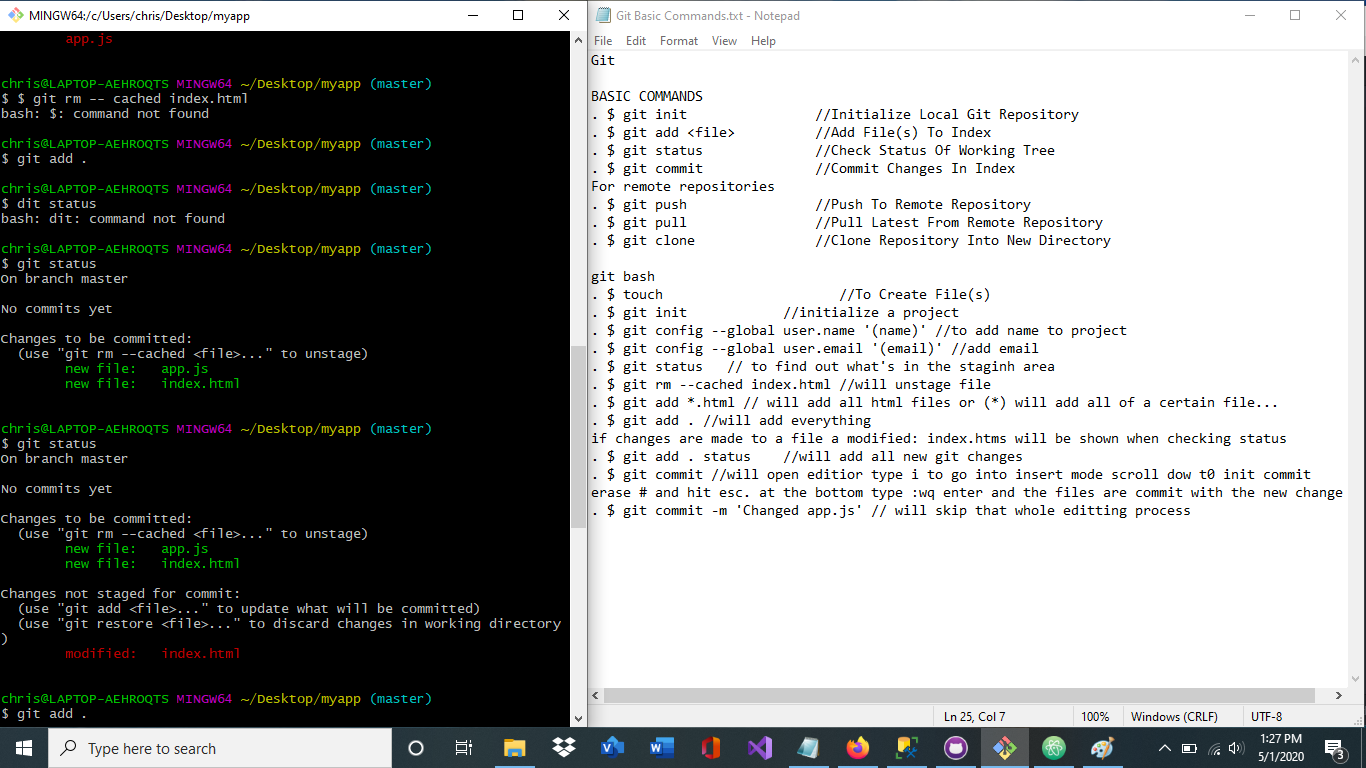 MINGW64:/c/Users/chris/Desktop/myapp
app.js
chris@LAPTOP-AEHROQTS MINGW64 ~/Desktop/myapp (master)
$ $ git rm -- cached index.html
bash: $: command not found
chris@LAPTOP-AEHROQTS MINGW64 ~/Desktop/myapp (master)
$ git add .
chris@LAPTOP-AEHROQTS MINGW64 ~/Desktop/myapp (master)
$ dit status
bash: dit: command not found
chris@LAPTOP-AEHROQTS MINGW64 ~/Desktop/myapp (master)
$ git status
On branch master
No commits yet
Changes to be committed:
(use "git rm --cached <file>..." to unstage)
new file:   app.js
new file:   index.html
chris@LAPTOP-AEHROQTS MINGW64 ~/Desktop/myapp (master)
$ git status
On branch master
No commits yet
Changes to be committed:
(use "git rm --cached <file>..." to unstage)
new file:   app.js
new file:   index.html
Changes not staged for commit:
(use "git add <file>..." to update what will be committed)
(use "git restore <file>..." to discard changes in working directory
)
modified:   index.html
chris@LAPTOP-AEHROQTS MINGW64 ~/Desktop/myapp (master)
$ git add .
Git Basic Commands.txt - Notepad
File Edit Format View Help
Git
BASIC COMMANDS
. $ git init //Initialize Local Git Repository
. $ git add <file> //Add File(s) To Index
. $ git status //Check Status Of Working Tree
. $ git commit //Commit Changes In Index
For remote repositories
. $ git push //Push To Remote Repository
. $ git pull //Pull Latest From Remote Repository
. $ git clone //Clone Repository Into New Directory
git bash
. $ touch //To Create File(s)
. $ git init //initialize a project
. $ git config --global user.name '(name)' //to add name to project
. $ git config --global user.email '(email)' //add email
. $ git status // to find out what's in the staginh area
. $ git rm --cached index.html //will unstage file
. $ git add *.html // will add all html files or (*) will add all of a certain file...
. $ git add . //will add everything
if changes are made to a file a modified: index.htms will be shown when checking status
. $ git add . status //will add all new git changes
. $ git commit //will open editior type i to go into insert mode scroll dow t0 init commit
erase # and hit esc. at the bottom type :wq enter and the files are commit with the new change
. $ git commit -m 'Changed app.js' // will skip that whole editting process
Ln 25, Col 7 100% Windows (CRLF) UTF-8
Type here to search
1:27 PM
5/1/2020
3